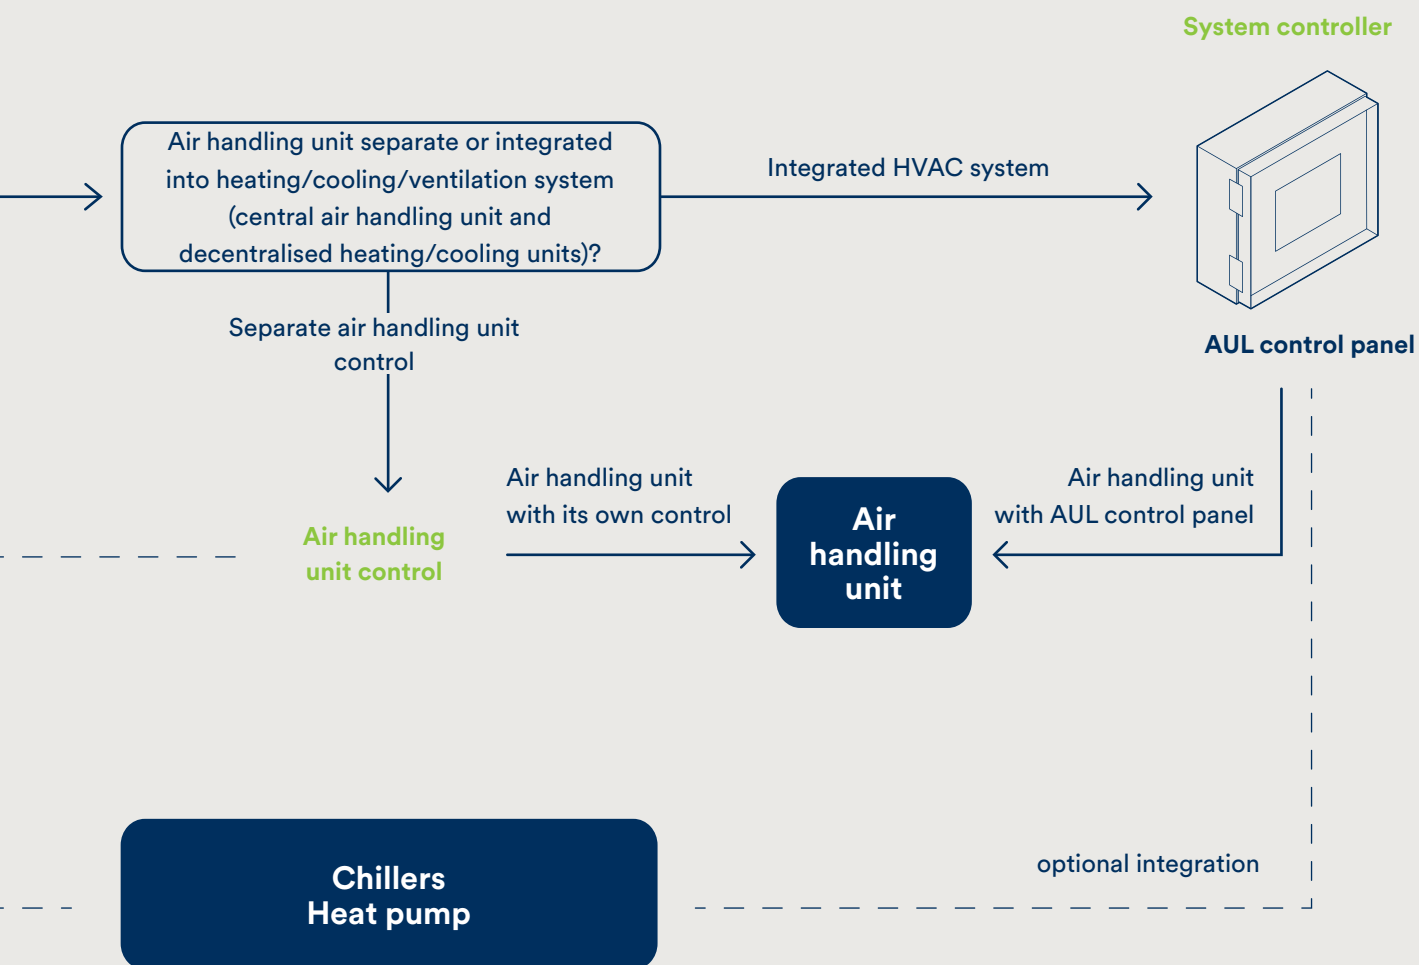 System controller
Air handling unit separate or integrated
into heating/cooling/ventilation system
(central air handling unit and
decentralised heating/cooling units)?
Integrated HVAC system
Separate air handling unit
control
AUL control panel
Air handling
unit control
Air handling unit
with its own control
Air
handling
unit
Air handling unit
with AUL control panel
Chillers
Heat pump
optional integration